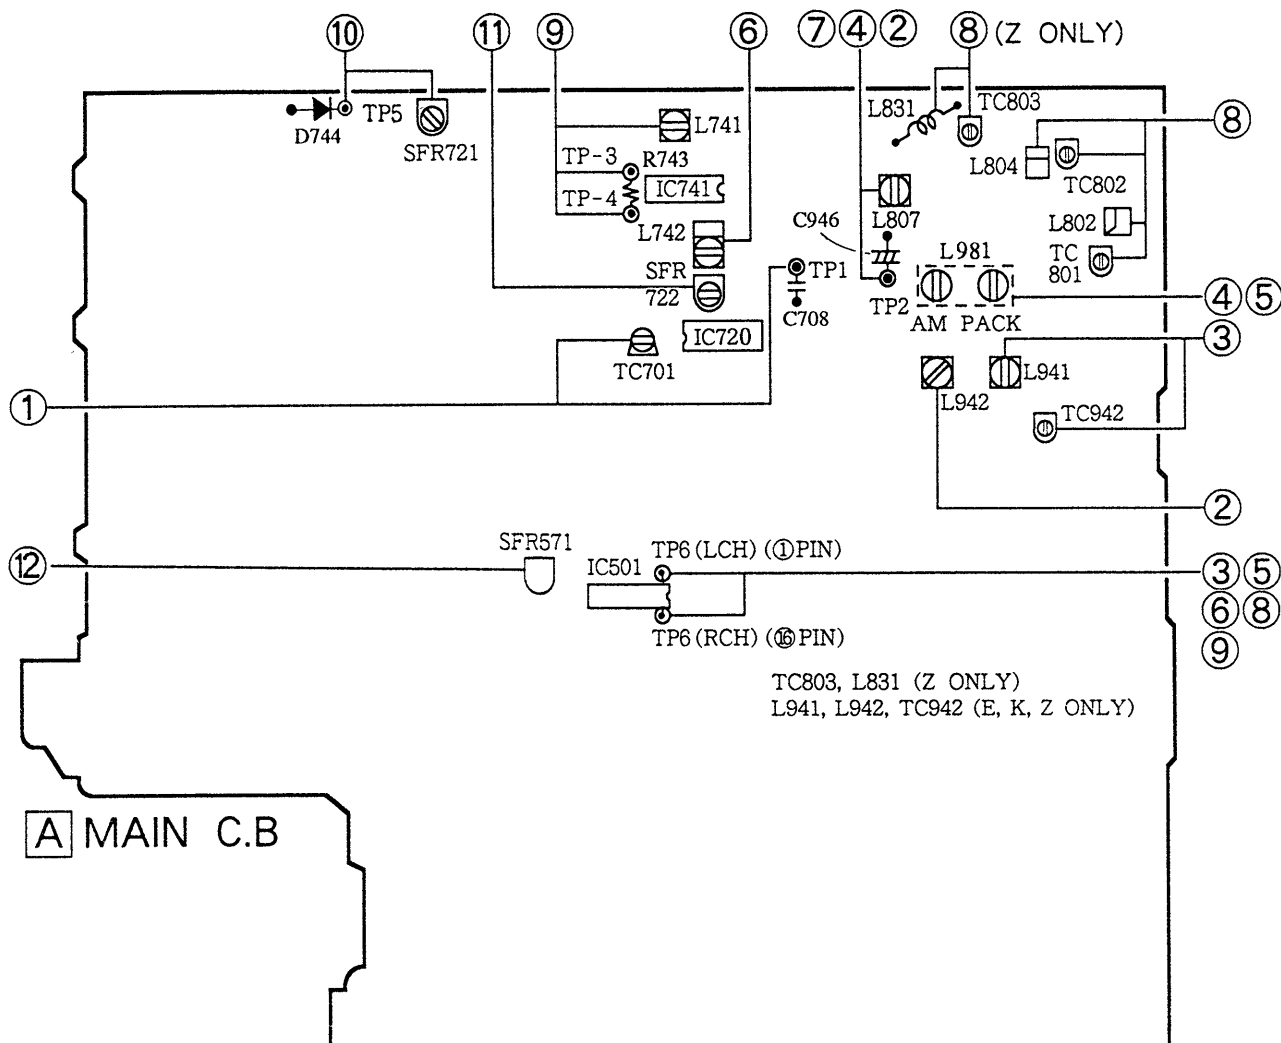 ⑩ ⑪ ⑨ ⑥ ⑦④② ⑧(Z ONLY)
D744 TP5 SFR721
L741
TP-3 R743
TP-4 IC741
L742
SFR
722
IC720
TC701
TP1
C708
L831 TC803
L804 TC802
⑧
L807
C946
L802
TC
801
L981
TP2
AM PACK
④⑤
③
L941
L942
TC942
①
②
SFR571
⑫
IC501
TP6(LCH)(①PIN)
TP6(RCH)(⑯PIN)
③⑤
⑥⑧
⑨
TC803, L831 (Z ONLY)
L941, L942, TC942 (E, K, Z ONLY)
A MAIN C.B